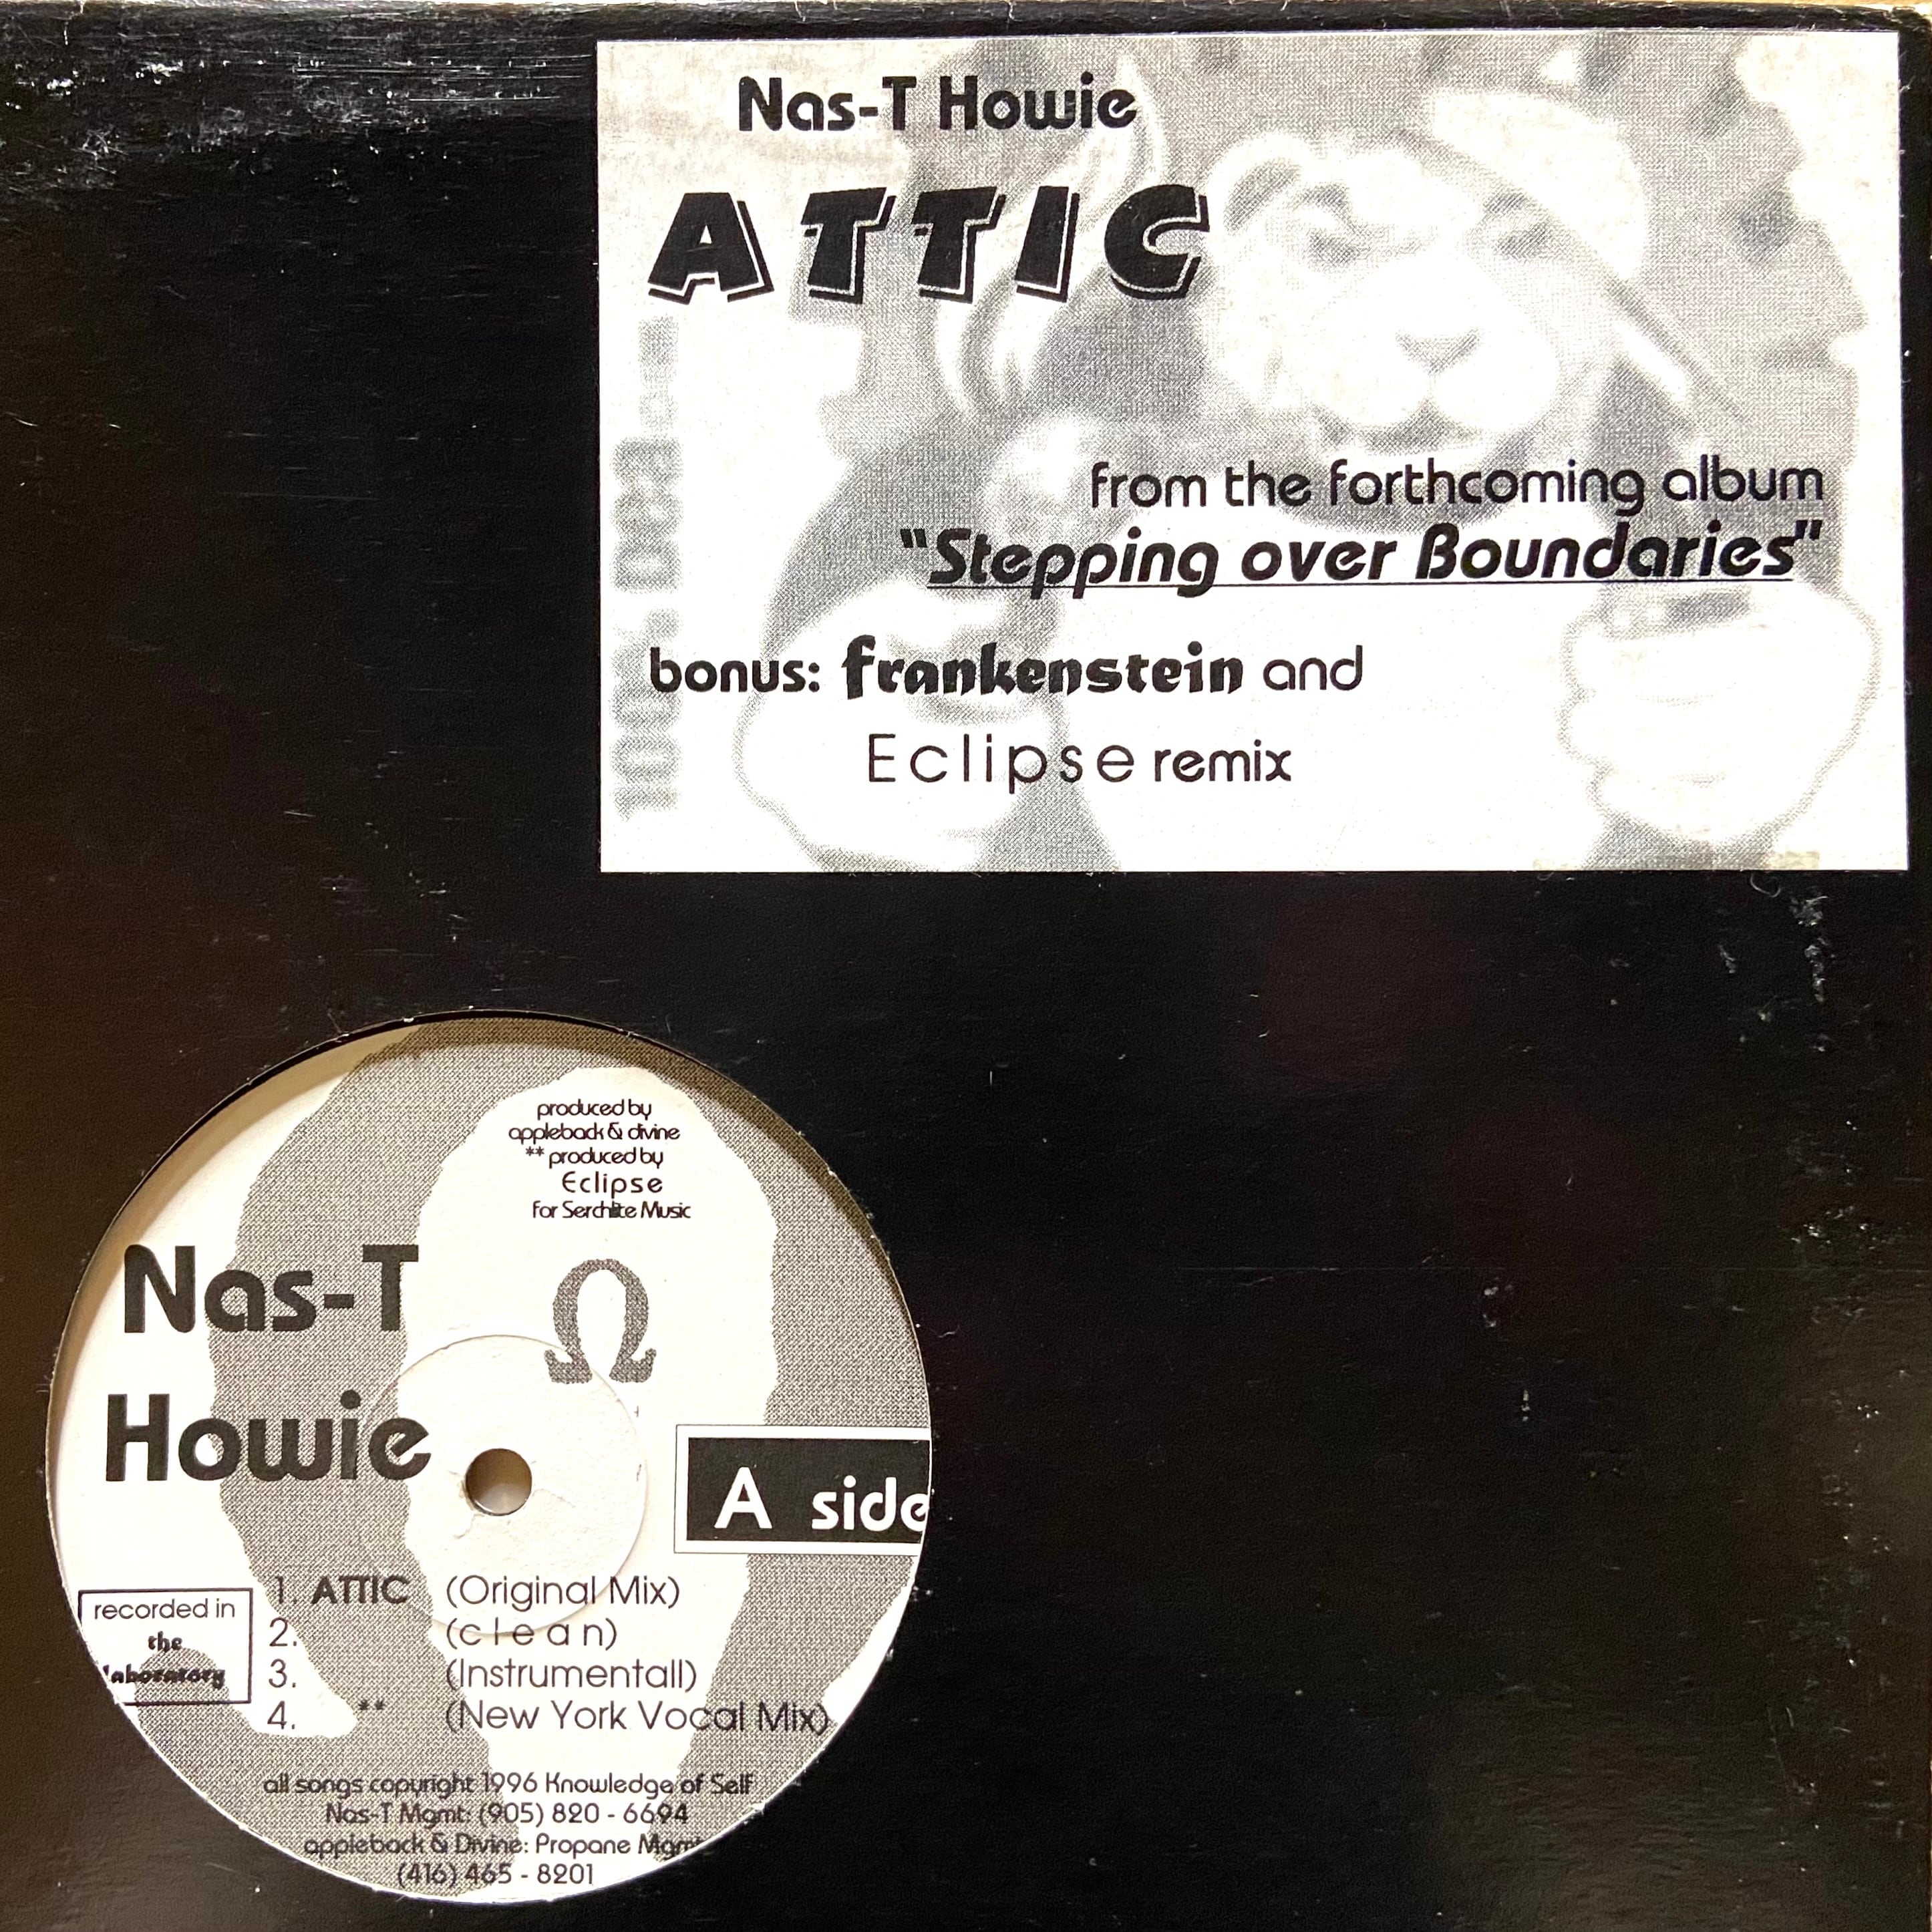 Nas-T Howie
ATTIC
from the forthcoming album
"Stepping over Boundaries"
bonus: frankenstein and
Eclipse remix
100%
produced by
appleback & divine
** produced by
Eclipse
for Serchlite Music
Ω
Nas-T
Howie
A side
recorded in
the
laboratory
1. ATTIC (Original Mix)
2. (clean)
3. (Instrumentall)
4. ** (New York Vocal Mix)
all songs copyright 1996 Knowledge of Self
Nas-T Mgmt: (905) 820 - 6694
appleback & Divine: Propane Mgmt
(416) 465 - 8201